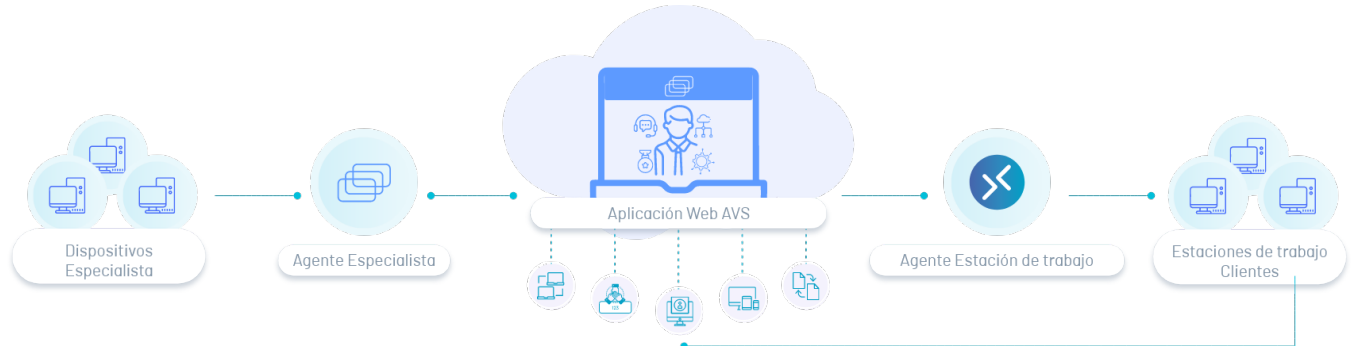 Aplicación Web AVS
Dispositivos
Especialista
Agente Especialista
Agente Estación de trabajo
Estaciones de trabajo
Clientes